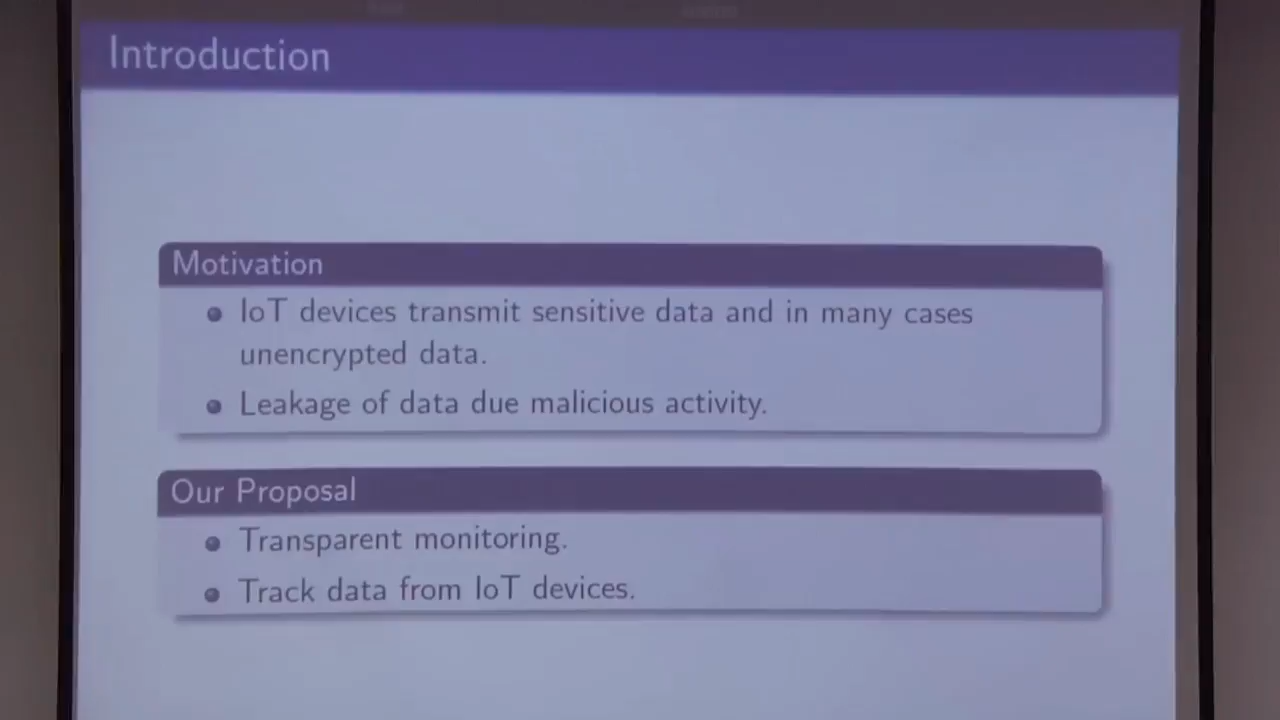 Introduction
Motivation
IoT devices transmit sensitive data and in many cases
unencrypted data.
Leakage of data due malicious activity.
Our Proposal
Transparent monitoring.
Track data from IoT devices.